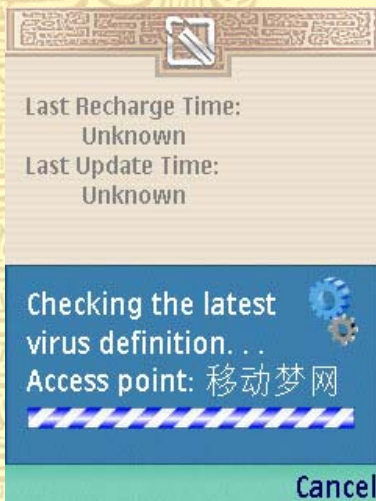 Last Recharge Time:
Unknown
Last Update Time:
Unknown
Checking the latest
virus definition. . .
Access point: 移动梦网
Cancel